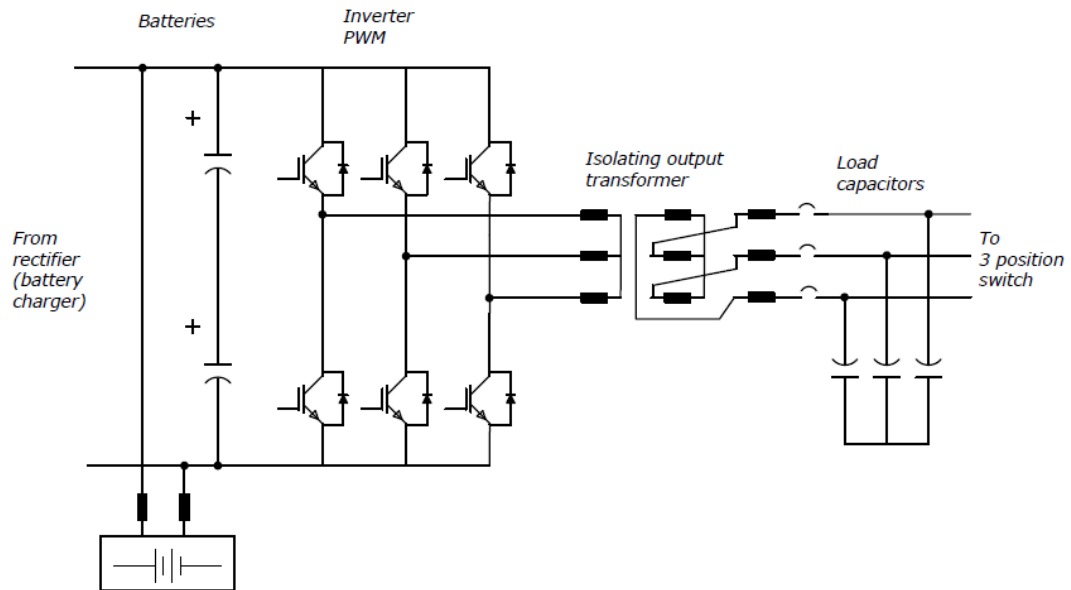 Batteries
Inverter
PWM
+
Isolating output
transformer
Load
capacitors
From
rectifier
(battery
charger)
To
3 position
switch
+